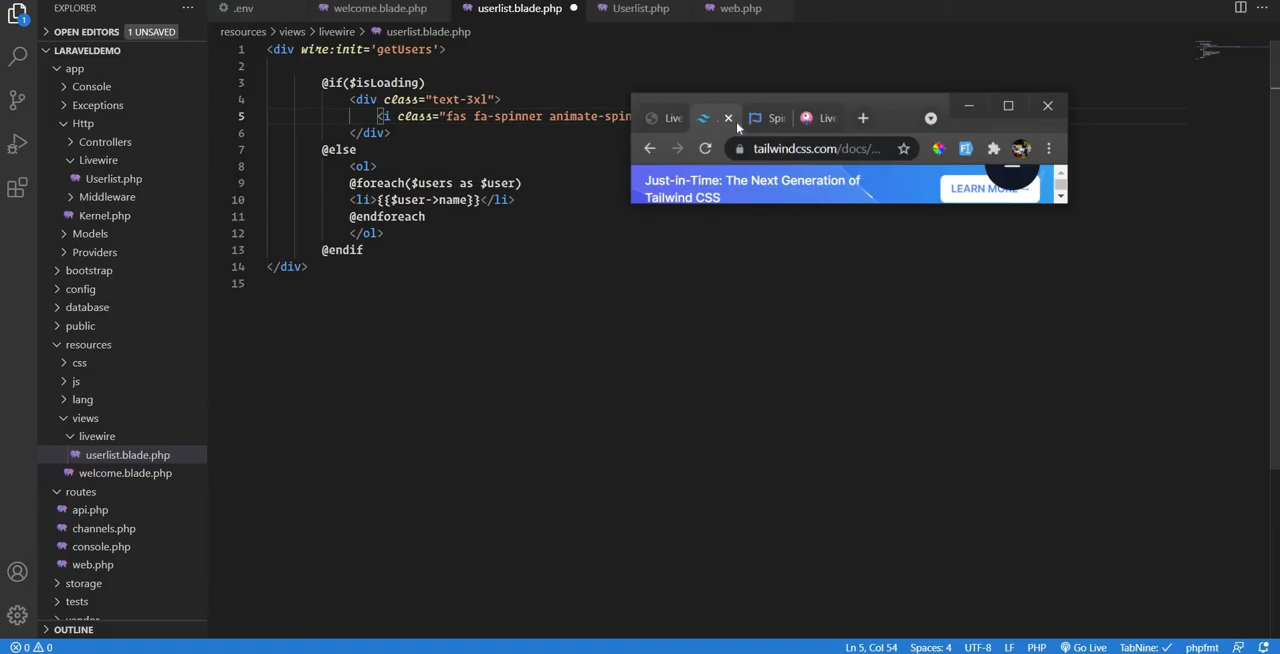 EXPLORER
.env
welcome.blade.php
userlist.blade.php
Userlist.php
web.php
OPEN EDITORS 1 UNSAVED
resources > views > livewire > userlist.blade.php
LARAVELDEMO
app
Console
Exceptions
Http
Controllers
Livewire
Userlist.php
Middleware
Kernel.php
Models
Providers
bootstrap
config
database
public
resources
css
js
lang
views
livewire
userlist.blade.php
welcome.blade.php
routes
api.php
channels.php
console.php
web.php
storage
tests
vendor
OUTLINE
1 <div wire:init='getUsers'>
2
3 @if($isLoading)
4 <div class="text-3xl">
5 <i class="fas fa-spinner animate-spin
6 </div>
7 @else
8 <ol>
9 @foreach($users as $user)
10 <li>{{$user->name}}</li>
11 @endforeach
12 </ol>
13 @endif
14 </div>
15
Live
Spi
Live
tailwindcss.com/docs/...
Just-in-Time: The Next Generation of
Tailwind CSS
LEARN MORE
1
0 0
Ln 5, Col 54
Spaces: 4
UTF-8
LF
PHP
Go Live
TabNine:
phpfmt